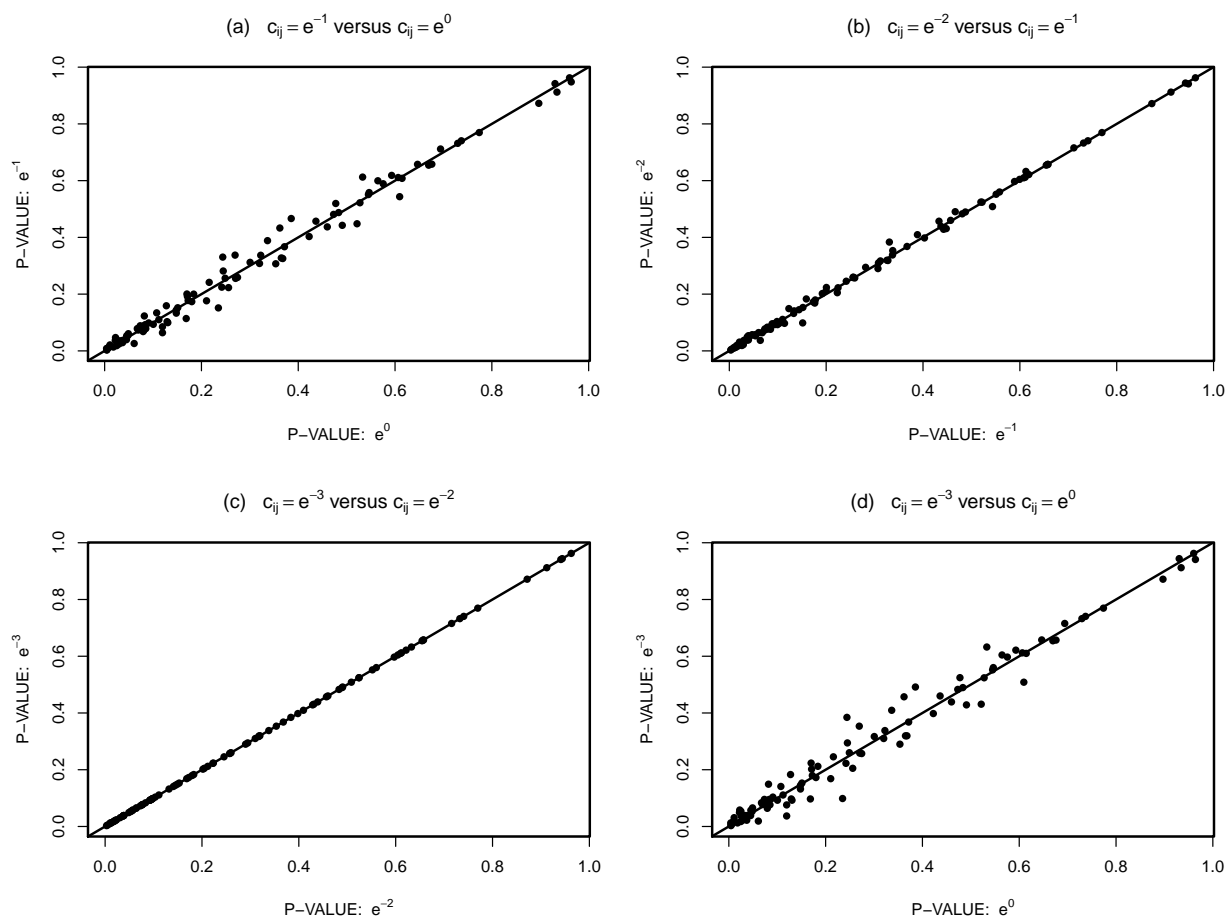 (a) c_ij = e^−1 versus c_ij = e^0
P−VALUE: e^−1
1.0
0.8
0.6
0.4
0.2
0.0
0.0 0.2 0.4 0.6 0.8 1.0
P−VALUE: e^0
(b) c_ij = e^−2 versus c_ij = e^−1
P−VALUE: e^−2
1.0
0.8
0.6
0.4
0.2
0.0
0.0 0.2 0.4 0.6 0.8 1.0
P−VALUE: e^−1
(c) c_ij = e^−3 versus c_ij = e^−2
P−VALUE: e^−3
1.0
0.8
0.6
0.4
0.2
0.0
0.0 0.2 0.4 0.6 0.8 1.0
P−VALUE: e^−2
(d) c_ij = e^−3 versus c_ij = e^0
P−VALUE: e^−3
1.0
0.8
0.6
0.4
0.2
0.0
0.0 0.2 0.4 0.6 0.8 1.0
P−VALUE: e^0